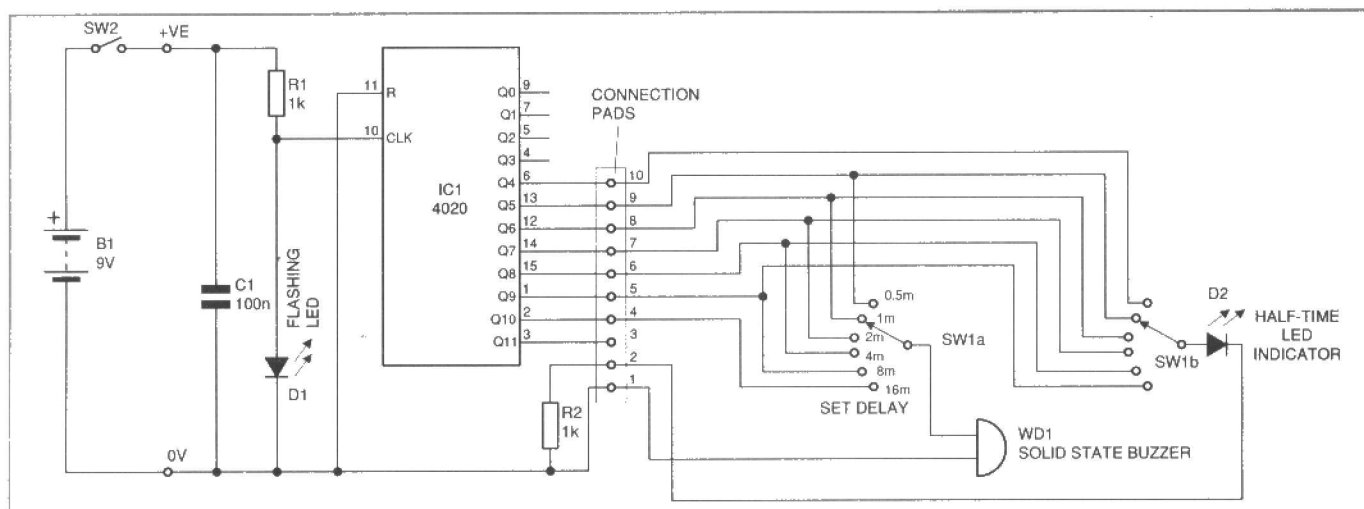 SW2
+VE
R1
1k
11
R
10
CLK
IC1
4020
Q0
9
Q1
7
Q2
5
Q3
4
Q4
6
Q5
13
Q6
12
Q7
14
Q8
15
Q9
1
Q10
2
Q11
3
CONNECTION
PADS
10
9
8
7
6
5
4
3
2
1
+
B1
9V
C1
100n
FLASHING
LED
D1
0V
R2
1k
0.5m
1m
2m
4m
8m
16m
SW1a
SET DELAY
WD1
SOLID STATE BUZZER
D2
HALF-TIME
LED
INDICATOR
SW1b